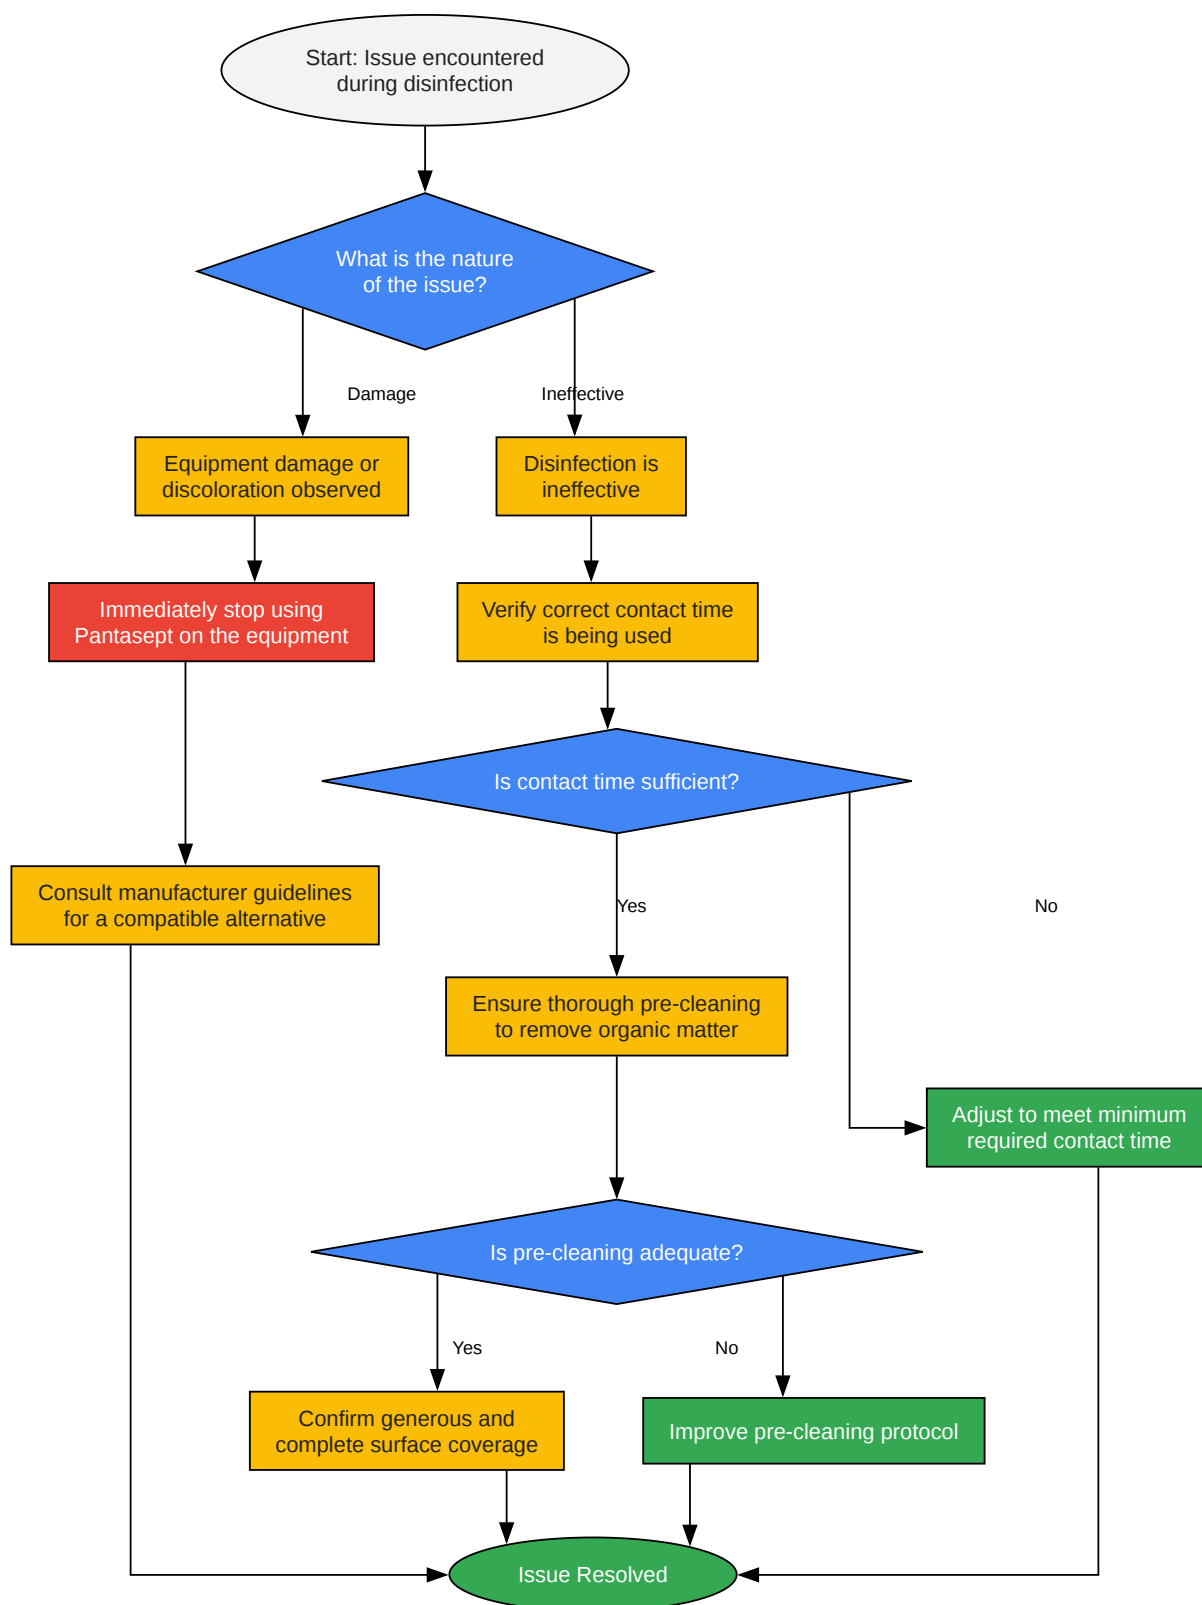 Start: Issue encountered
during disinfection
What is the nature
of the issue?
Damage
Ineffective
Equipment damage or
discoloration observed
Disinfection is
ineffective
Immediately stop using
Pantasept on the equipment
Verify correct contact time
is being used
Is contact time sufficient?
Consult manufacturer guidelines
for a compatible alternative
Yes
No
Ensure thorough pre-cleaning
to remove organic matter
Adjust to meet minimum
required contact time
Is pre-cleaning adequate?
Yes
No
Confirm generous and
complete surface coverage
Improve pre-cleaning protocol
Issue Resolved